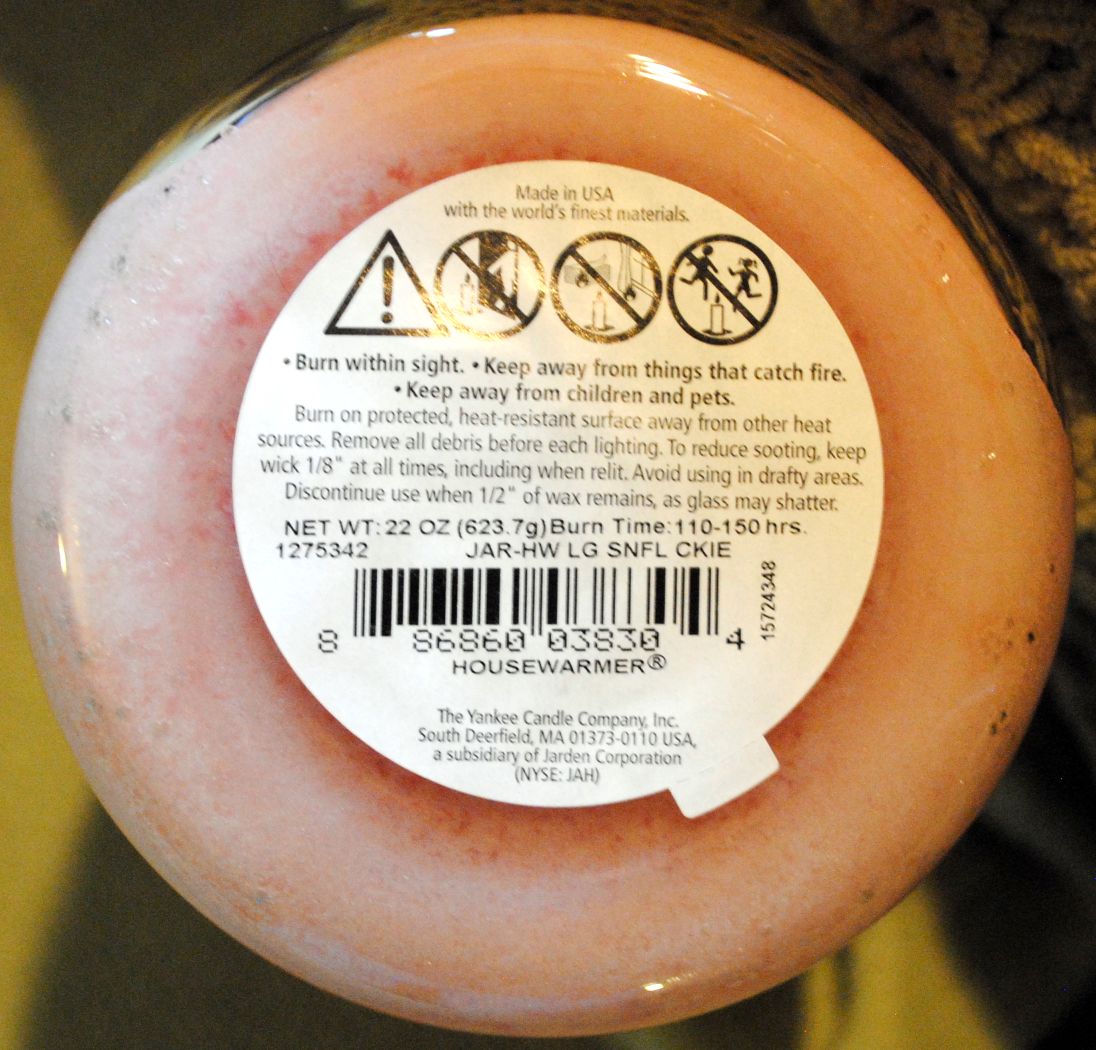 Made in USA
with the world's finest materials.
• Burn within sight. • Keep away from things that catch fire.
• Keep away from children and pets.
Burn on protected, heat-resistant surface away from other heat
sources. Remove all debris before each lighting. To reduce sooting, keep
wick 1/8" at all times, including when relit. Avoid using in drafty areas.
Discontinue use when 1/2" of wax remains, as glass may shatter.
NET WT: 22 OZ (623.7g) Burn Time: 110-150 hrs.
1275342 JAR-HW LG SNFL CKIE
15724348
8 86860 03830 4
HOUSEWARMER®
The Yankee Candle Company, Inc.
South Deerfield, MA 01373-0110 USA,
a subsidiary of Jarden Corporation
(NYSE: JAH)